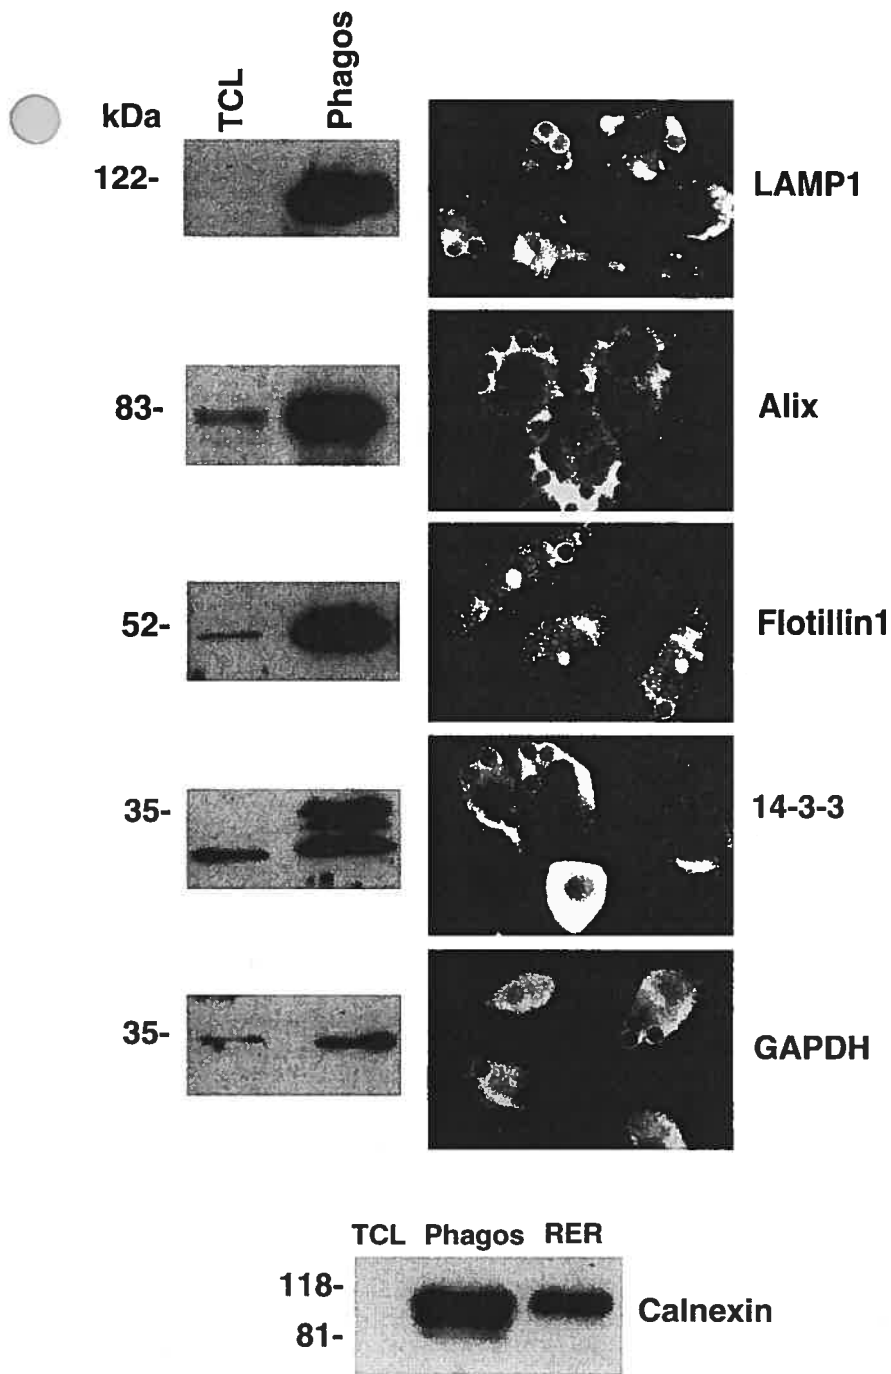 kDa
TCL
Phagos
122-
LAMP1
83-
Alix
52-
Flotillin1
35-
14-3-3
35-
GAPDH
TCL Phagos RER
118-
81-
Calnexin